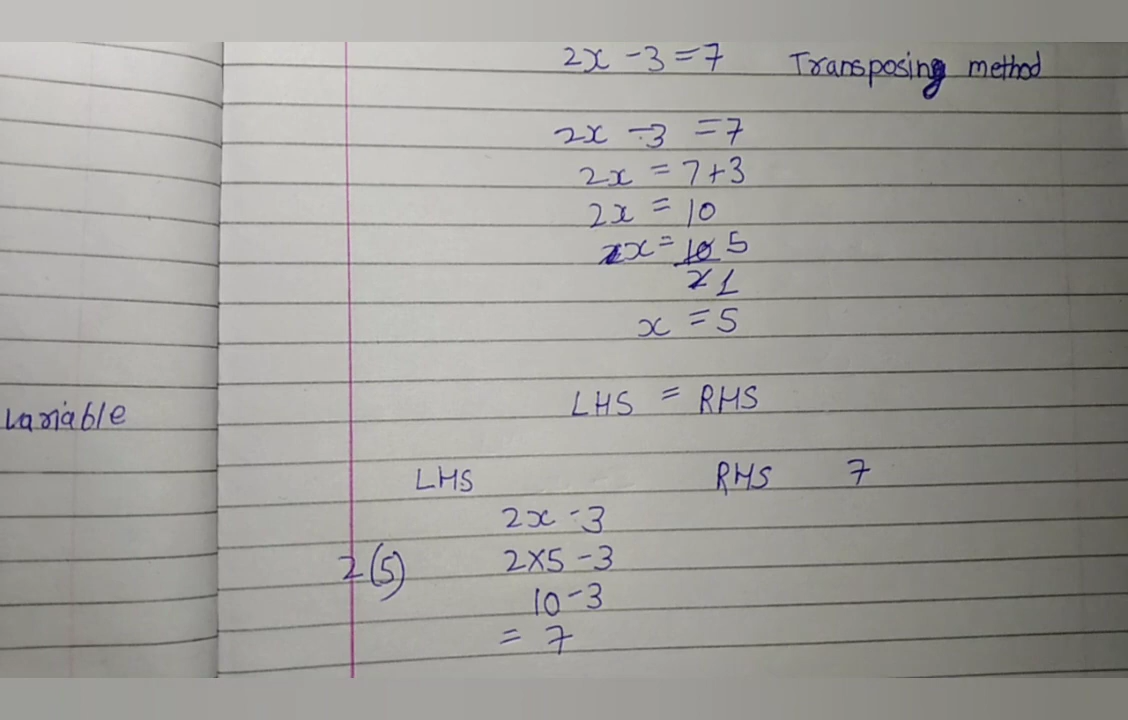 2x - 3 = 7 Transposing method
2x - 3 = 7
2x = 7+3
2x = 10
x = 10 5
2 1
x = 5
LHS = RHS
variable
LHS RHS 7
2x - 3
2(5) 2×5 - 3
10 - 3
= 7